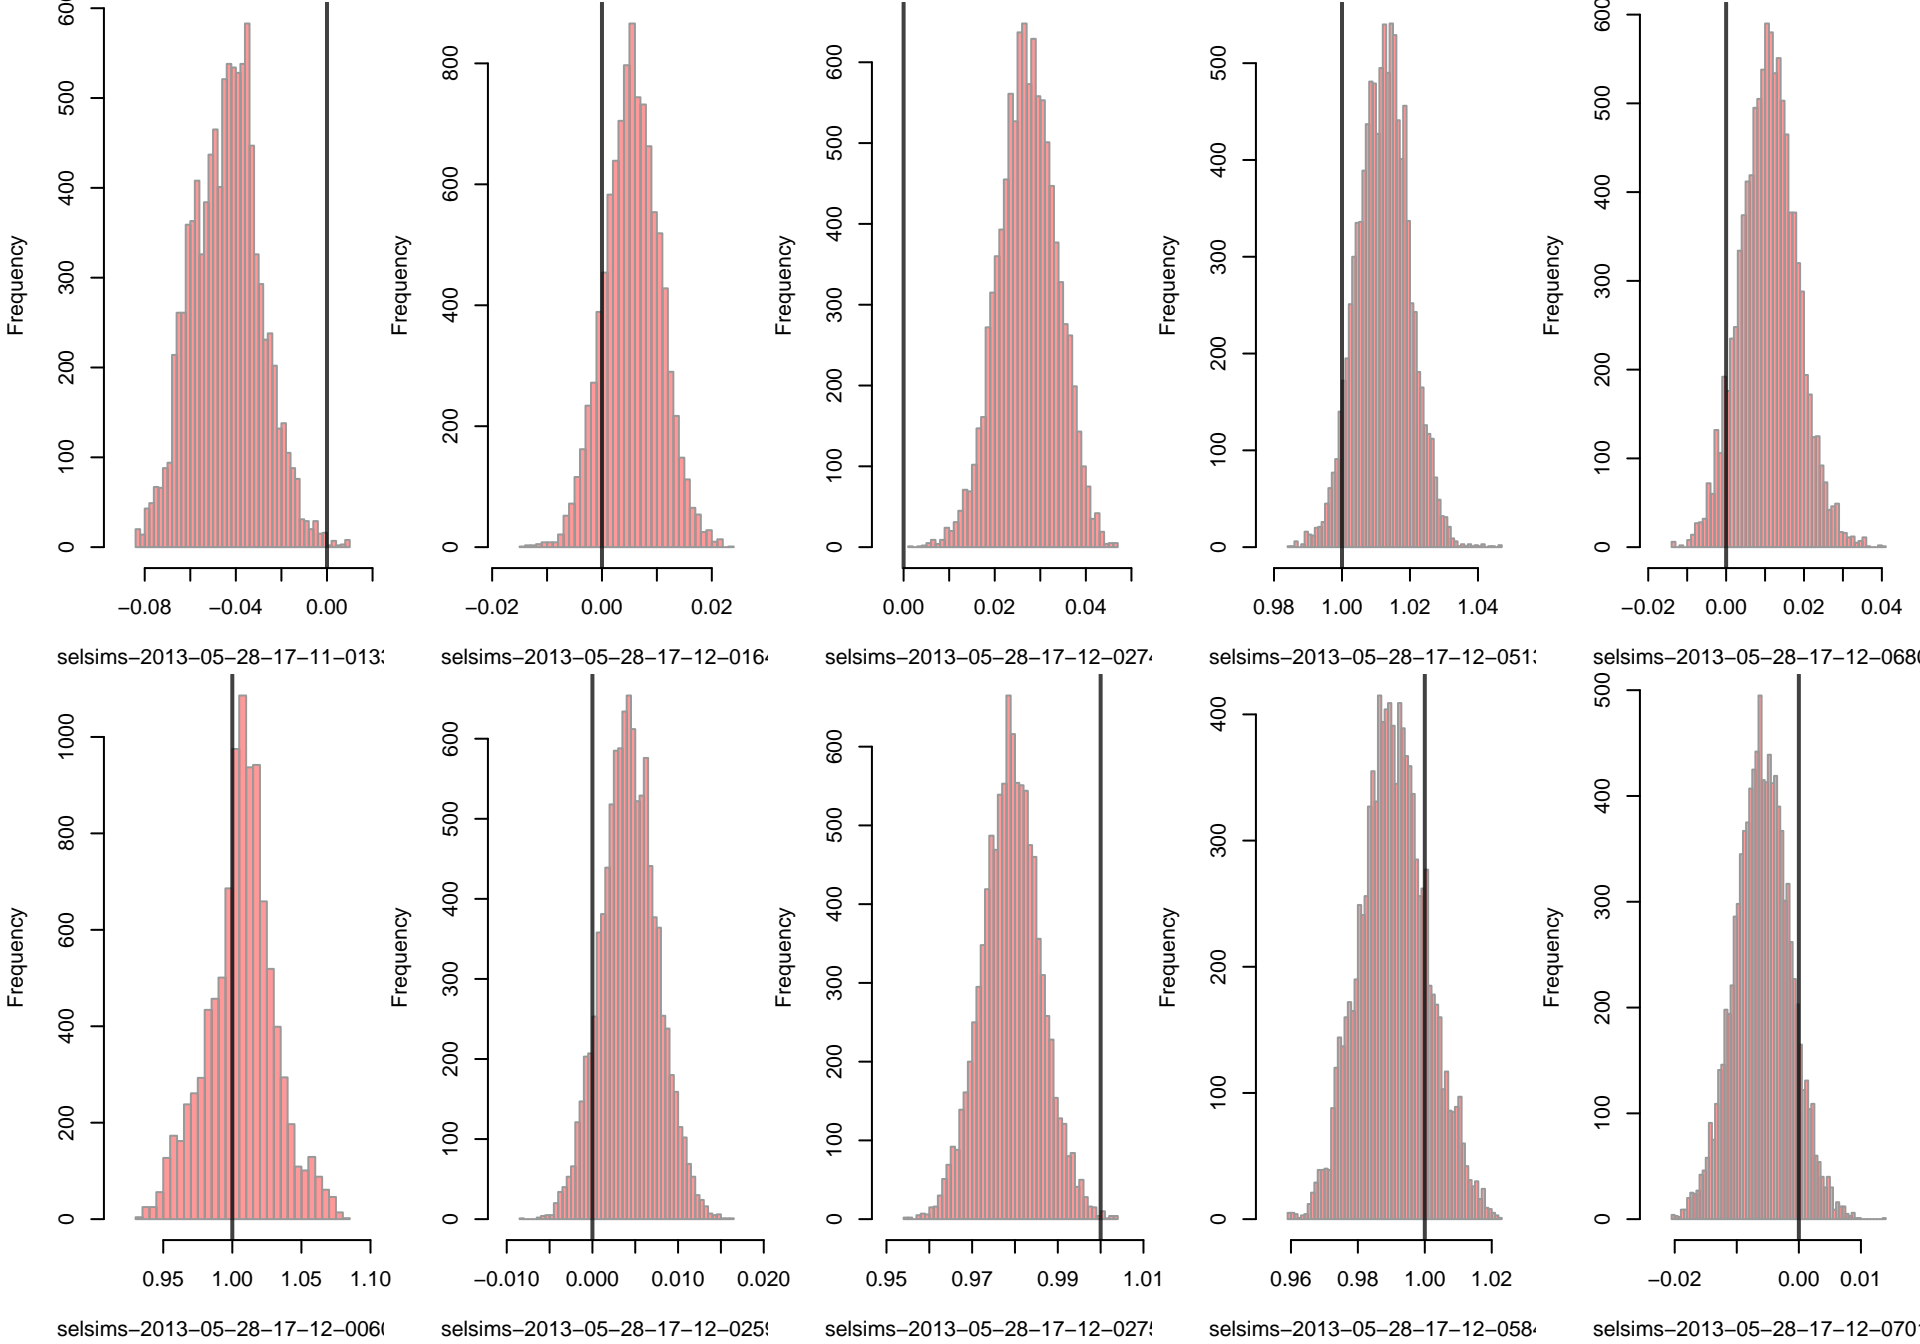 Frequency
0 100 200 300 400 500 600
−0.08 −0.04 0.00
selsims−2013−05−28−17−11−0133
Frequency
0 200 400 600 800
−0.02 0.00 0.02
selsims−2013−05−28−17−12−0164
Frequency
0 100 200 300 400 500 600
0.00 0.02 0.04
selsims−2013−05−28−17−12−0274
Frequency
0 100 200 300 400 500
0.98 1.00 1.02 1.04
selsims−2013−05−28−17−12−0513
Frequency
0 100 200 300 400 500 600
−0.02 0.00 0.02 0.04
selsims−2013−05−28−17−12−0680
Frequency
0 200 400 600 800 1000
0.95 1.00 1.05 1.10
selsims−2013−05−28−17−12−0060
Frequency
0 100 200 300 400 500 600
−0.010 0.000 0.010 0.020
selsims−2013−05−28−17−12−0259
Frequency
0 100 200 300 400 500 600
0.95 0.97 0.99 1.01
selsims−2013−05−28−17−12−0275
Frequency
0 100 200 300 400
0.96 0.98 1.00 1.02
selsims−2013−05−28−17−12−0584
Frequency
0 100 200 300 400 500
−0.02 0.00 0.01
selsims−2013−05−28−17−12−070